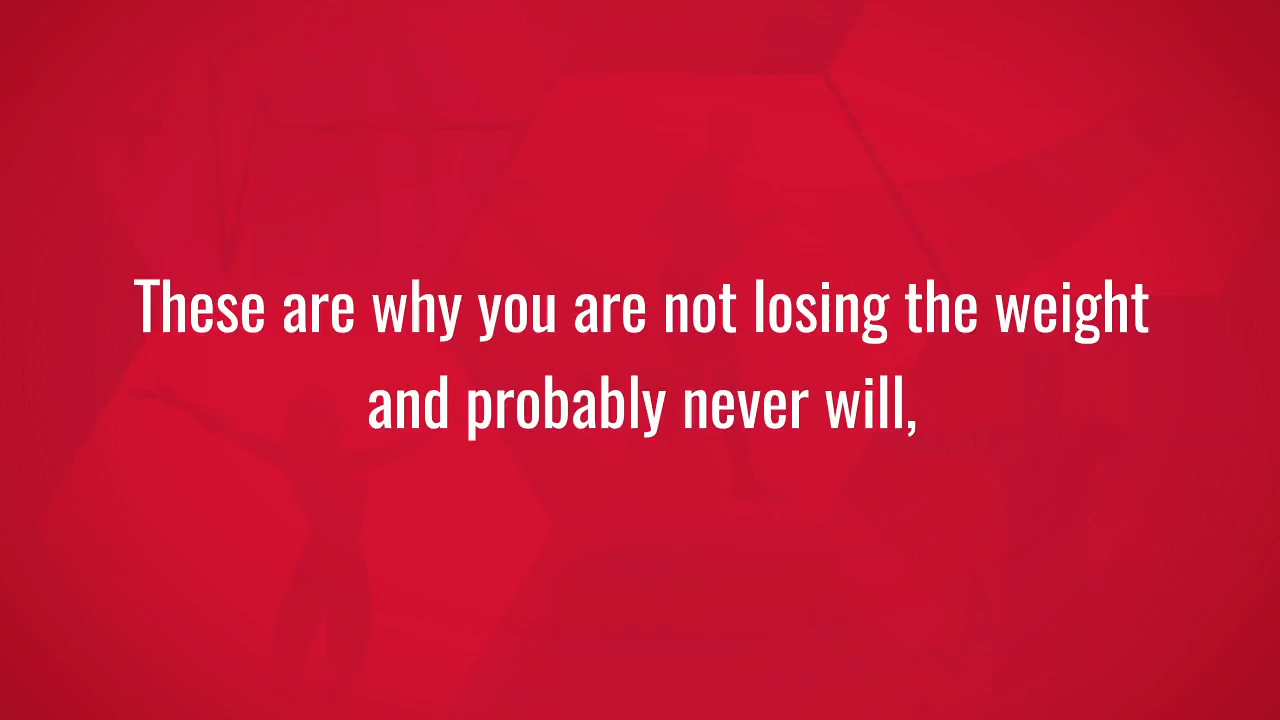 These are why you are not losing the weight
and probably never will,